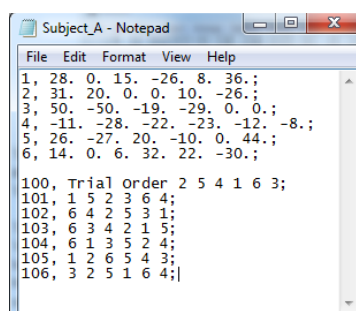 Subject_A - Notepad
File Edit Format View Help
1, 28. 0. 15. -26. 8. 36.;
2, 31. 20. 0. 0. 10. -26.;
3, 50. -50. -19. -29. 0. 0.;
4, -11. -28. -22. -23. -12. -8.;
5, 26. -27. 20. -10. 0. 44.;
6, 14. 0. 6. 32. 22. -30.;
100, Trial Order 2 5 4 1 6 3;
101, 1 5 2 3 6 4;
102, 6 4 2 5 3 1;
103, 6 3 4 2 1 5;
104, 6 1 3 5 2 4;
105, 1 2 6 5 4 3;
106, 3 2 5 1 6 4;